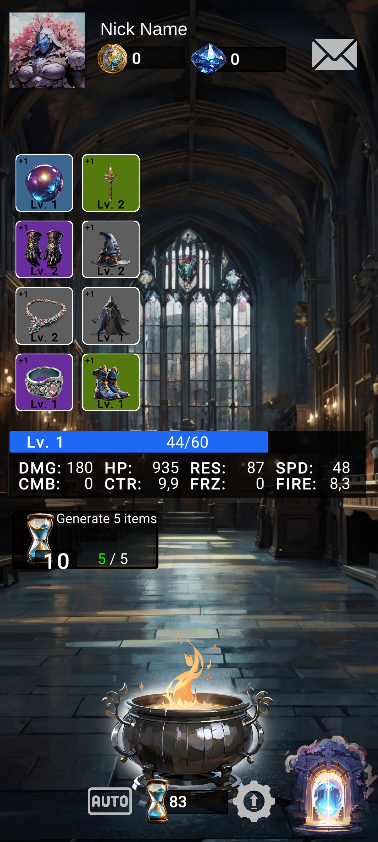 Nick Name
0 0
+1 +1
Lv. 1 Lv. 2
+1 +1
Lv. 2 Lv. 2
+1 +1
Lv. 2 Lv. 1
+1 +1
Lv. 1 Lv. 1
Lv. 1 44/60
DMG: 180 HP: 935 RES: 87 SPD: 48
CMB: 0 CTR: 9,9 FRZ: 0 FIRE: 8,3
Generate 5 items
10 5 / 5
AUTO 83